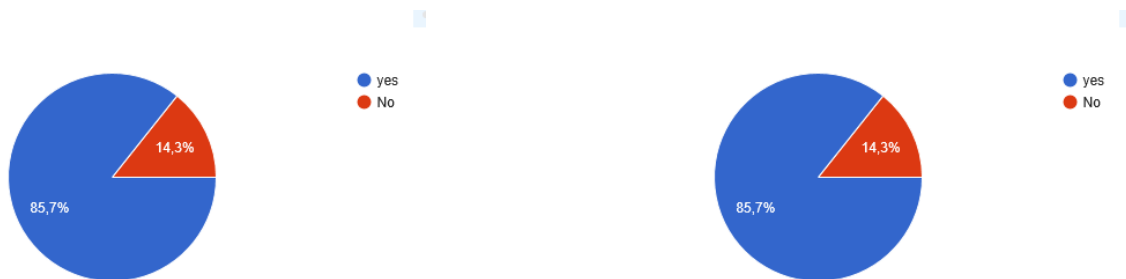 yes
No
14,3%
85,7%
yes
No
14,3%
85,7%